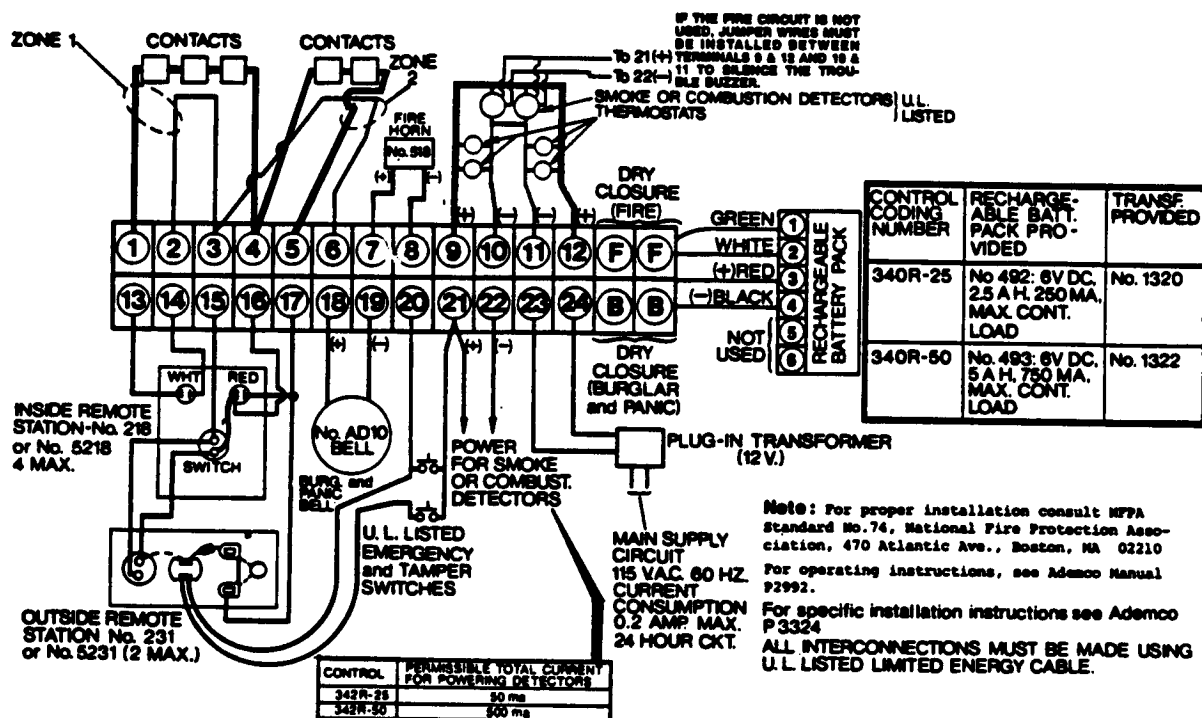 ZONE 1
CONTACTS
CONTACTS
ZONE
2
FIRE
HORN
No. 518
(+)
(-)
IF THE FIRE CIRCUIT IS NOT
USED, JUMPER WIRES MUST
BE INSTALLED BETWEEN
TERMINALS 9 & 12 AND 10 &
11 TO SILENCE THE TROU-
BLE BUZZER.
To 21(+)
To 22(-)
SMOKE OR COMBUSTION DETECTORS
THERMOSTATS
U.L.
LISTED
DRY
CLOSURE
(FIRE)
(+) (-) (-) (+)
1 2 3 4 5 6 7 8 9 10 11 12 F F
13 14 15 16 17 18 19 20 21 22 23 24 B B
GREEN
WHITE
(+)RED
(-)BLACK
NOT
USED
1
2
3
4
5
6
RECHARGEABLE
BATTERY PACK
CONTROL
CODING
NUMBER
RECHARGE-
ABLE BATT.
PACK PRO-
VIDED
TRANSF.
PROVIDED
340R-25
No 492: 6V DC,
2.5 A H, 250 MA,
MAX. CONT.
LOAD
No. 1320
340R-50
No. 493: 6V DC,
5 A H, 750 MA,
MAX. CONT.
LOAD
No. 1322
DRY
CLOSURE
(BURGLAR
and PANIC)
(+) (-)
(+) (-)
WHT
RED
SWITCH
INSIDE REMOTE
STATION-No. 216
or No. 5218
4 MAX.
No. AD10
BELL
BURG. and
PANIC
BELL
POWER
FOR SMOKE
OR COMBUST.
DETECTORS
PLUG-IN TRANSFORMER
(12 V.)
U.L. LISTED
EMERGENCY
and TAMPER
SWITCHES
MAIN SUPPLY
CIRCUIT
115 V.AC. 60 HZ.
CURRENT
CONSUMPTION
0.2 AMP. MAX.
24 HOUR CKT.
OUTSIDE REMOTE
STATION No. 231
or No. 5231 (2 MAX.)
CONTROL
PERMISSIBLE TOTAL CURRENT
FOR POWERING DETECTORS
342R-25
50 ma
342R-50
500 ma
Note: For proper installation consult NFPA
Standard No.74, National Fire Protection Asso-
ciation, 470 Atlantic Ave., Boston, MA 02210
For operating instructions, see Ademco Manual
P2992.
For specific installation instructions see Ademco
P 3324
ALL INTERCONNECTIONS MUST BE MADE USING
U.L. LISTED LIMITED ENERGY CABLE.